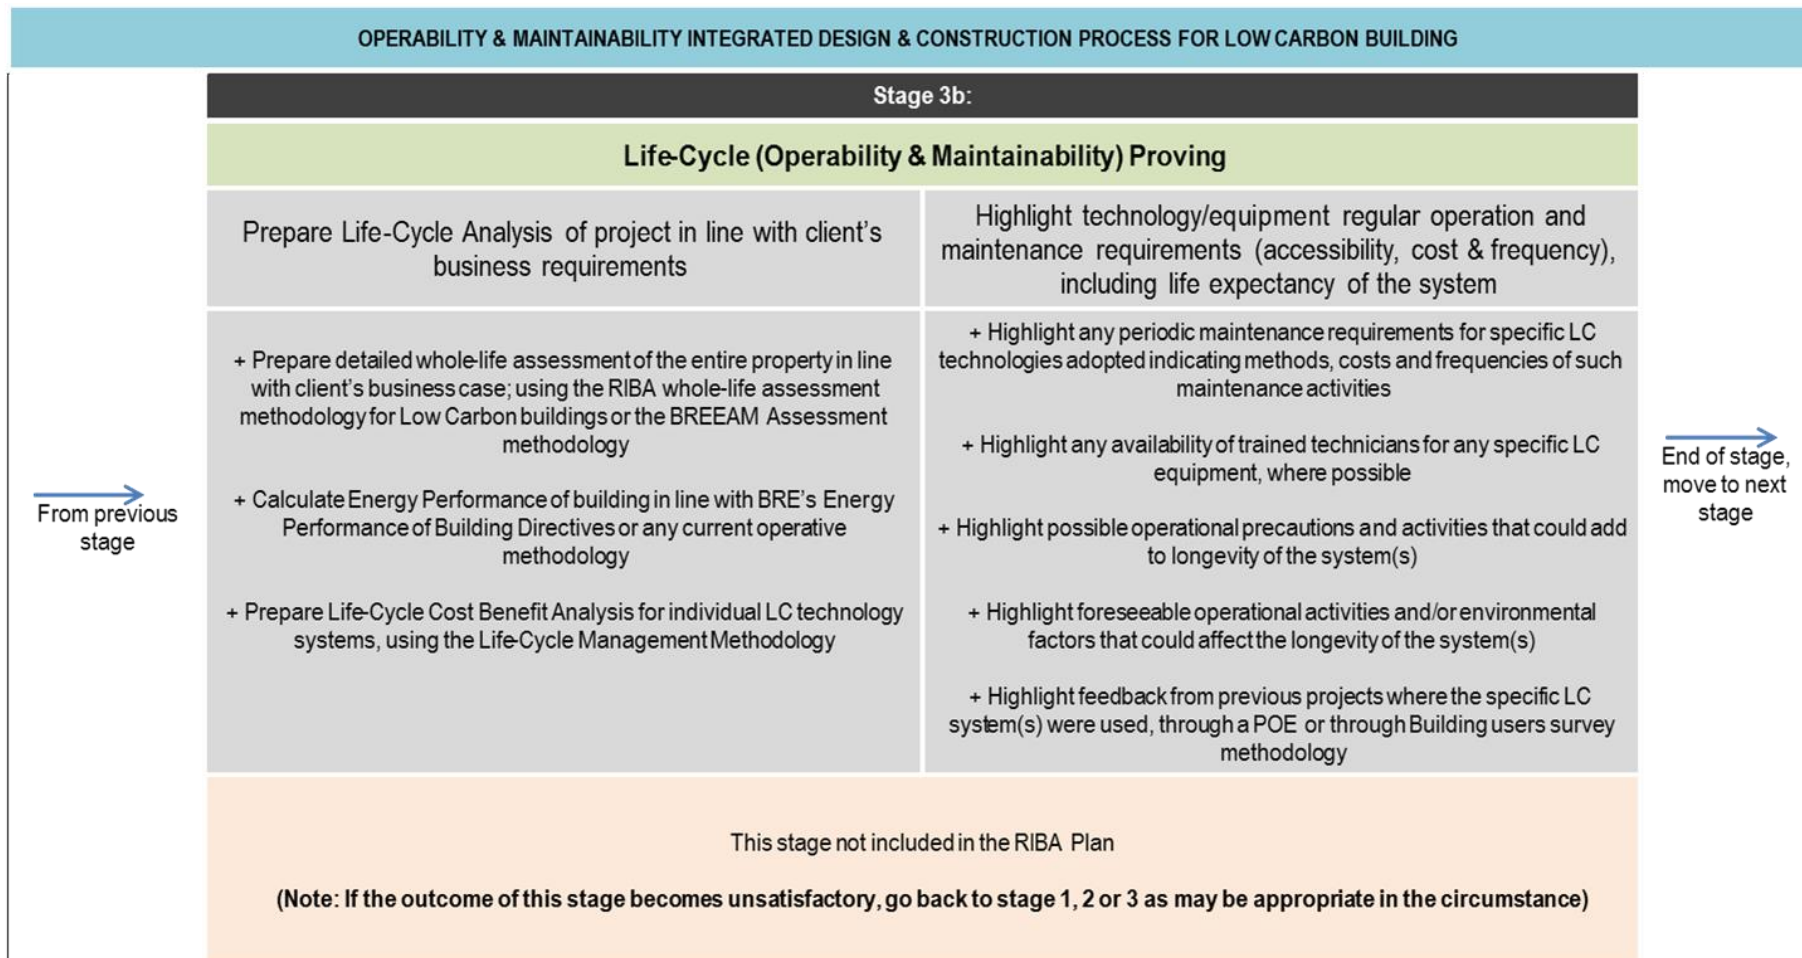 OPERABILITY & MAINTAINABILITY INTEGRATED DESIGN & CONSTRUCTION PROCESS FOR LOW CARBON BUILDING
Stage 3b:
Life-Cycle (Operability & Maintainability) Proving
Prepare Life-Cycle Analysis of project in line with client's
business requirements
Highlight technology/equipment regular operation and
maintenance requirements (accessibility, cost & frequency),
including life expectancy of the system
+ Prepare detailed whole-life assessment of the entire property in line
with client's business case; using the RIBA whole-life assessment
methodology for Low Carbon buildings or the BREEAM Assessment
methodology
+ Calculate Energy Performance of building in line with BRE's Energy
Performance of Building Directives or any current operative
methodology
+ Prepare Life-Cycle Cost Benefit Analysis for individual LC technology
systems, using the Life-Cycle Management Methodology
+ Highlight any periodic maintenance requirements for specific LC
technologies adopted indicating methods, costs and frequencies of such
maintenance activities
+ Highlight any availability of trained technicians for any specific LC
equipment, where possible
+ Highlight possible operational precautions and activities that could add
to longevity of the system(s)
+ Highlight foreseeable operational activities and/or environmental
factors that could affect the longevity of the system(s)
+ Highlight feedback from previous projects where the specific LC
system(s) were used, through a POE or through Building users survey
methodology
From previous
stage
End of stage,
move to next
stage
This stage not included in the RIBA Plan
(Note: If the outcome of this stage becomes unsatisfactory, go back to stage 1, 2 or 3 as may be appropriate in the circumstance)